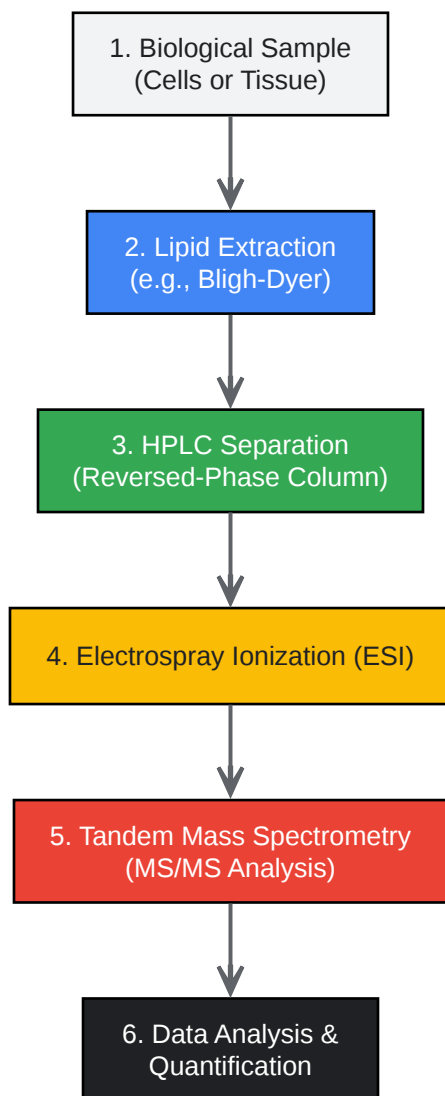 1. Biological Sample
(Cells or Tissue)
2. Lipid Extraction
(e.g., Bligh-Dyer)
3. HPLC Separation
(Reversed-Phase Column)
4. Electrospray Ionization (ESI)
5. Tandem Mass Spectrometry
(MS/MS Analysis)
6. Data Analysis &
Quantification